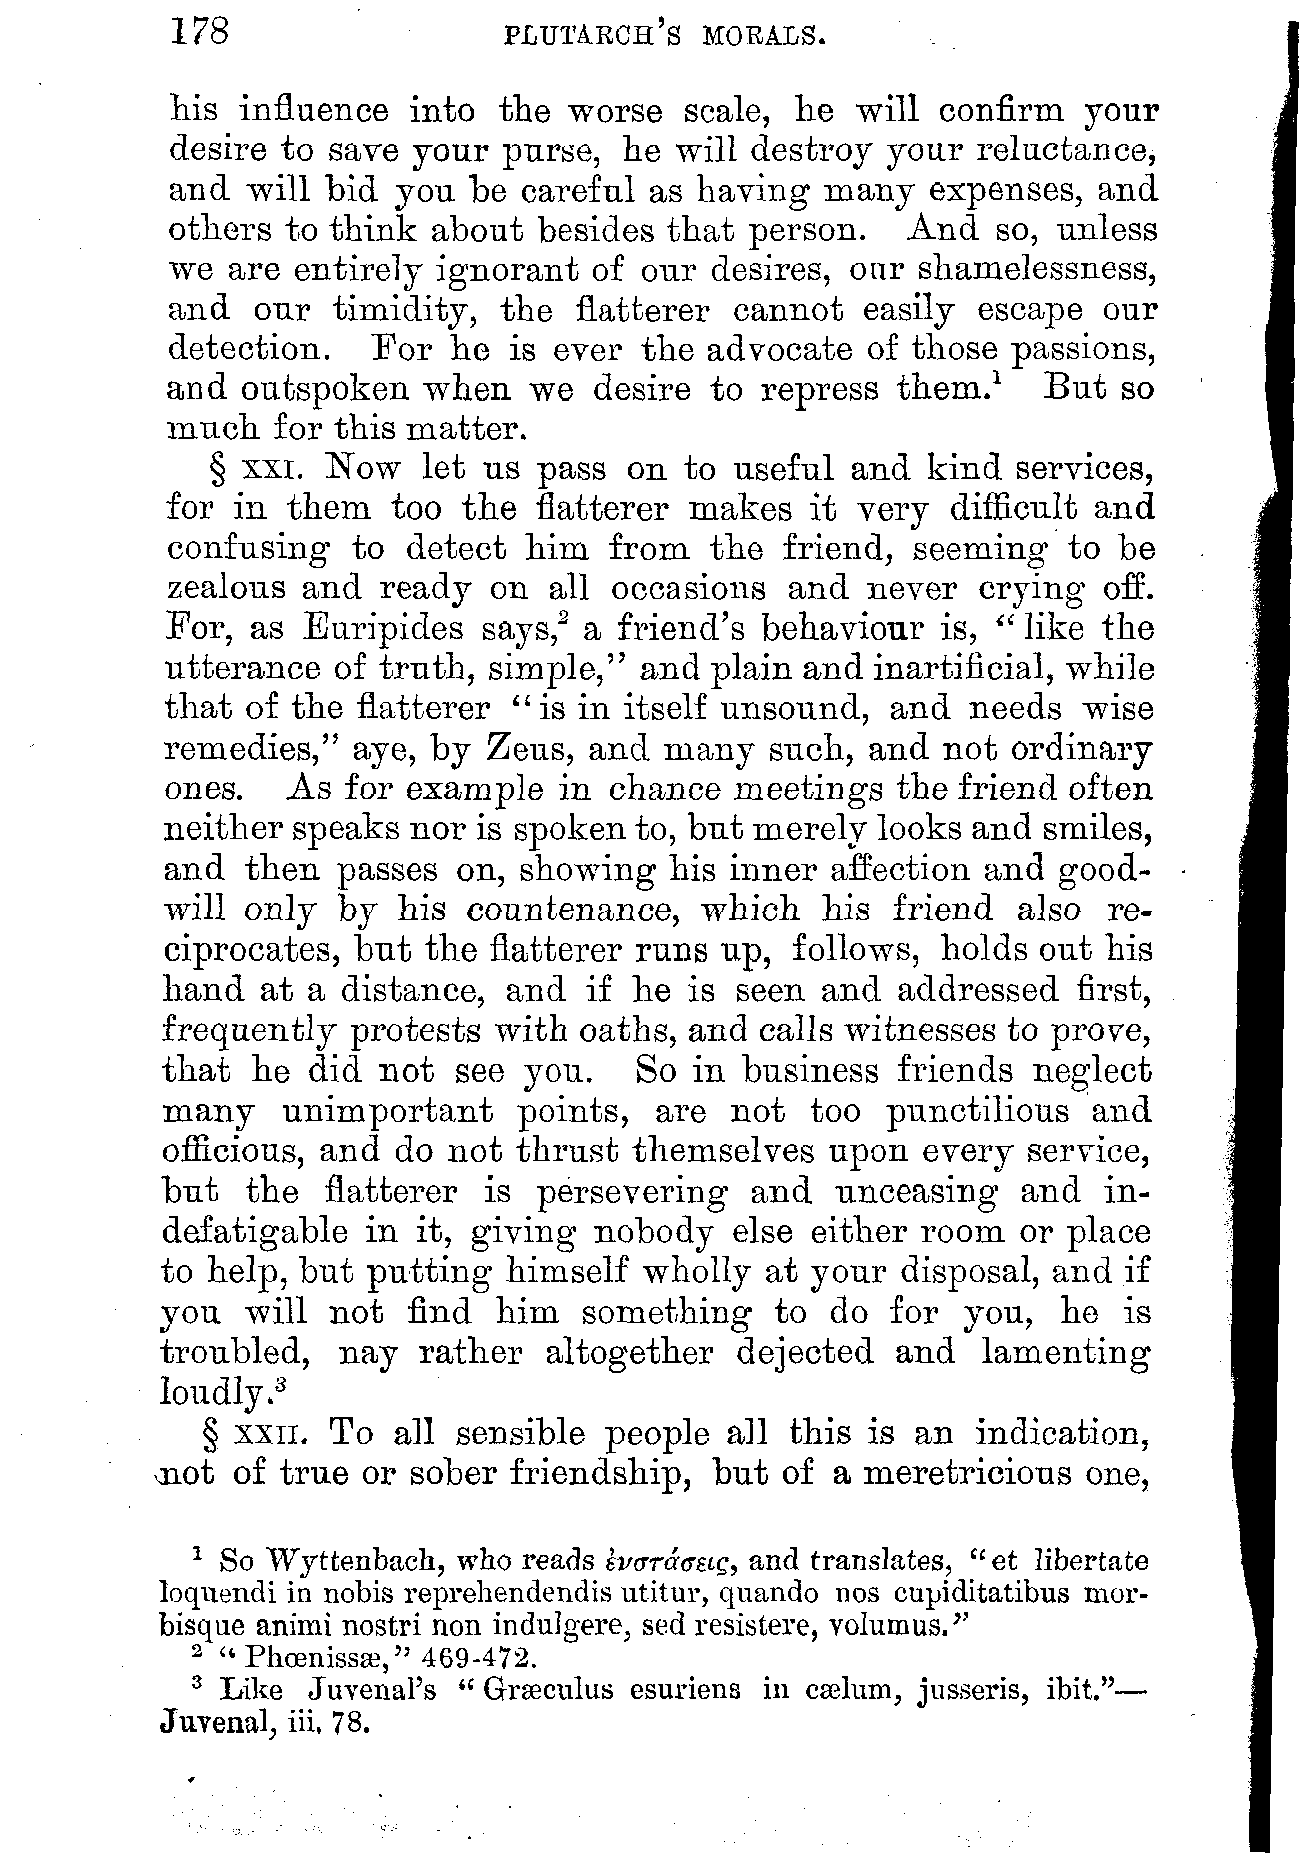 178 PLUTARCH'S MORALS.
his influence into the worse scale, he will confirm your
desire to save your purse, he will destroy your reluctance,
and will bid you be careful as having many expenses, and
others to think about besides that person. And so, unless
we are entirely ignorant of our desires, our shamelessness,
and our timidity, the flatterer cannot easily escape our
detection. For he is ever the advocate of those passions,
and outspoken when we desire to repress them.¹ But so
much for this matter.
§ XXI. Now let us pass on to useful and kind services,
for in them too the flatterer makes it very difficult and
confusing to detect him from the friend, seeming to be
zealous and ready on all occasions and never crying off.
For, as Euripides says,² a friend's behaviour is, “like the
utterance of truth, simple,” and plain and inartificial, while
that of the flatterer “is in itself unsound, and needs wise
remedies,” aye, by Zeus, and many such, and not ordinary
ones. As for example in chance meetings the friend often
neither speaks nor is spoken to, but merely looks and smiles,
and then passes on, showing his inner affection and good-
will only by his countenance, which his friend also re-
ciprocates, but the flatterer runs up, follows, holds out his
hand at a distance, and if he is seen and addressed first,
frequently protests with oaths, and calls witnesses to prove,
that he did not see you. So in business friends neglect
many unimportant points, are not too punctilious and
officious, and do not thrust themselves upon every service,
but the flatterer is persevering and unceasing and in-
defatigable in it, giving nobody else either room or place
to help, but putting himself wholly at your disposal, and if
you will not find him something to do for you, he is
troubled, nay rather altogether dejected and lamenting
loudly.³
§ XXII. To all sensible people all this is an indication,
not of true or sober friendship, but of a meretricious one,
¹ So Wyttenbach, who reads ἐνστάσεις, and translates, “et libertate
loquendi in nobis reprehendendis utitur, quando nos cupiditatibus mor-
bisque animi nostri non indulgere, sed resistere, volumus.”
² “Phœnissæ,” 469-472.
³ Like Juvenal's “Græculus esuriens in cælum, jusseris, ibit.”—
Juvenal, iii. 78.